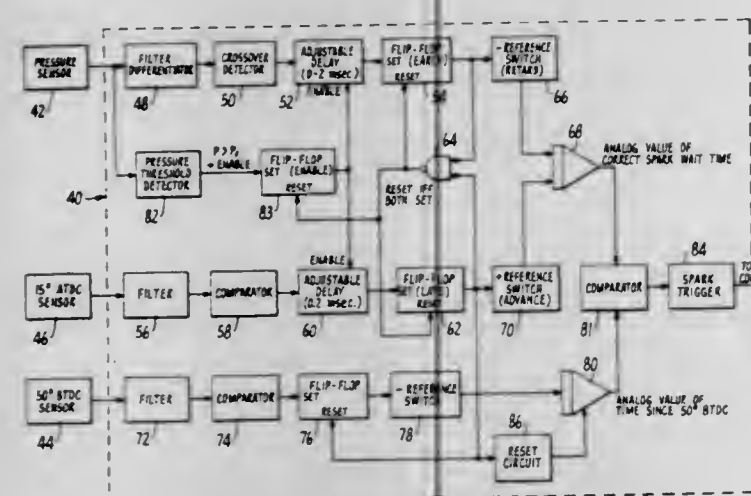 PRESSURE
SENSOR
42
FILTER
DIFFERENTIATOR
48
CROSSOVER
DETECTOR
50
ADJUSTABLE
DELAY
(0-2 msec.)
ENABLE
52
FLIP-FLOP
SET (EARLY)
RESET
- REFERENCE
SWITCH
(RETARD)
66
40
PRESSURE
THRESHOLD
DETECTOR
82
ENABLE
FLIP-FLOP
SET (ENABLE)
RESET
83
64
RESET IFF
BOTH SET
68
ANALOG VALUE OF
CORRECT SPARK WAIT TIME
15° ATDC
SENSOR
46
FILTER
56
COMPARATOR
58
ENABLE
ADJUSTABLE
DELAY
(0.2 msec.)
60
FLIP-FLOP
SET (LATE)
RESET
62
+ REFERENCE
SWITCH
(ADVANCE)
70
COMPARATOR
81
84
SPARK
TRIGGER
TO
50° BTDC
SENSOR
44
FILTER
72
COMPARATOR
74
FLIP-FLOP
SET
RESET
76
- REFERENCE
SWITCH
78
80
ANALOG VALUE OF
TIME SINCE 50° BTDC
86
RESET
CIRCUIT